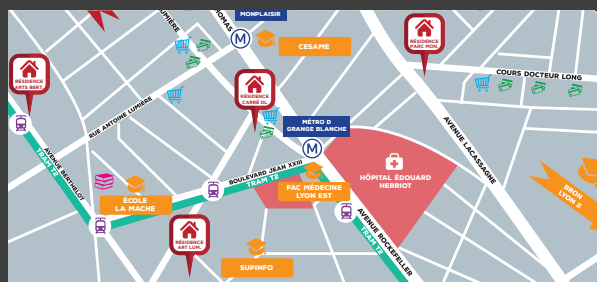 MONPLAISIR
LUMIÈRE
THOMAS
M
CESAME
RÉSIDENCE
PARC MON.
COURS DOCTEUR LONG
RÉSIDENCE
ARTS BERT.
RÉSIDENCE
CARRÉ DL
RUE ANTOINE LUMIÈRE
MÉTRO D
GRANGE BLANCHE
M
AVENUE LACASSAGNE
AVENUE BERTHELOT
TRAM T2
BOULEVARD JEAN XXIII
TRAM T2
HÔPITAL ÉDOUARD
HERRIOT
FAC MÉDECINE
LYON EST
BRON
LYON 2
ÉCOLE
LA MACHE
RÉSIDENCE
ART LUM.
AVENUE ROCKEFELLER
TRAM T2
SUPINFO